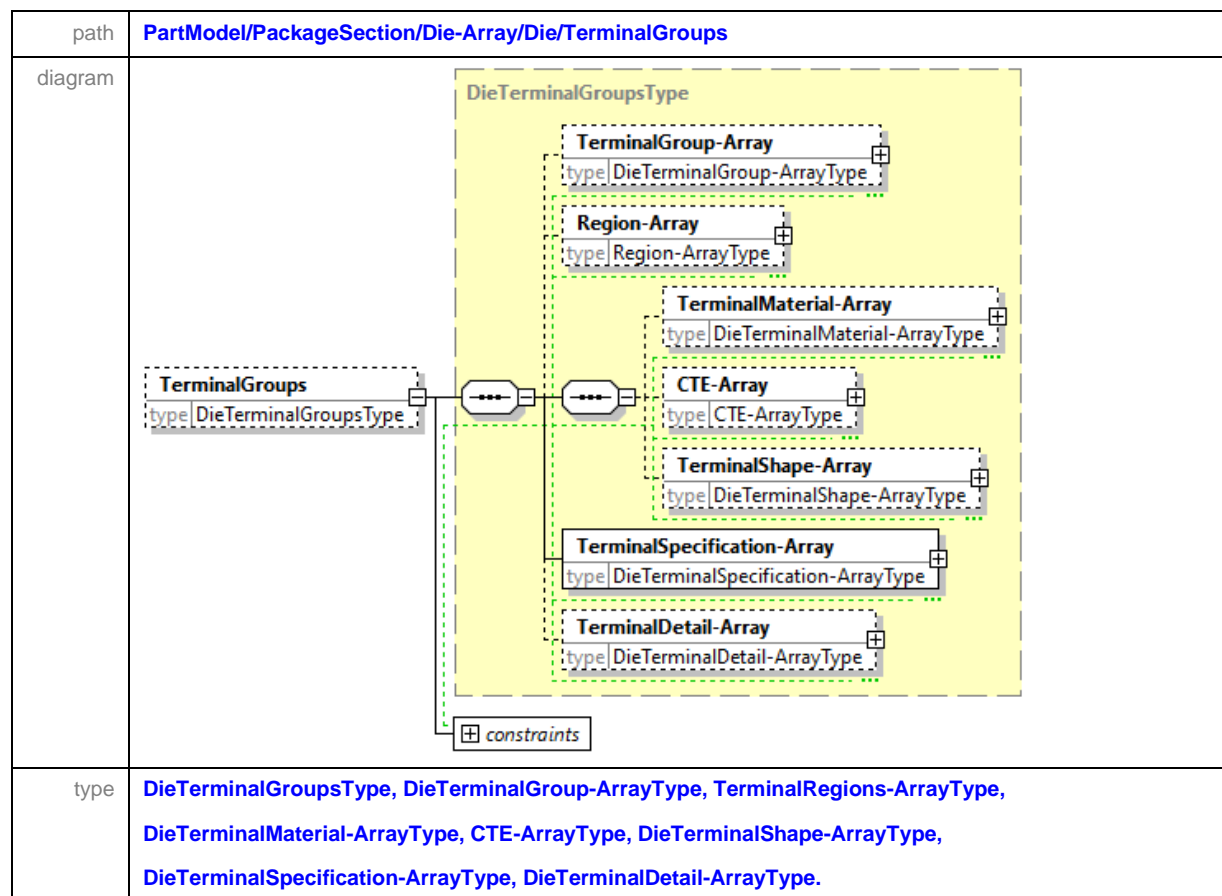 path
PartModel/PackageSection/Die-Array/Die/TerminalGroups
diagram
DieTerminalGroupsType
TerminalGroup-Array
type DieTerminalGroup-ArrayType
Region-Array
type Region-ArrayType
TerminalMaterial-Array
type DieTerminalMaterial-ArrayType
TerminalGroups
type DieTerminalGroupsType
CTE-Array
type CTE-ArrayType
TerminalShape-Array
type DieTerminalShape-ArrayType
TerminalSpecification-Array
type DieTerminalSpecification-ArrayType
TerminalDetail-Array
type DieTerminalDetail-ArrayType
constraints
type
DieTerminalGroupsType, DieTerminalGroup-ArrayType, TerminalRegions-ArrayType,
DieTerminalMaterial-ArrayType, CTE-ArrayType, DieTerminalShape-ArrayType,
DieTerminalSpecification-ArrayType, DieTerminalDetail-ArrayType.